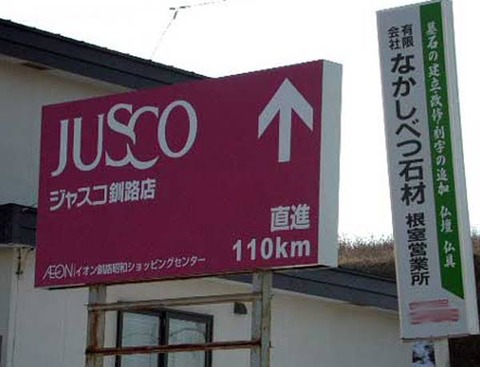 JUSCO
ジャスコ釧路店
直進
110km
ÆON イオン釧路昭和ショッピングセンター
有限会社 なかしべつ石材 根室営業所
墓石の建立・改修・刻字の追加 仏壇 仏具